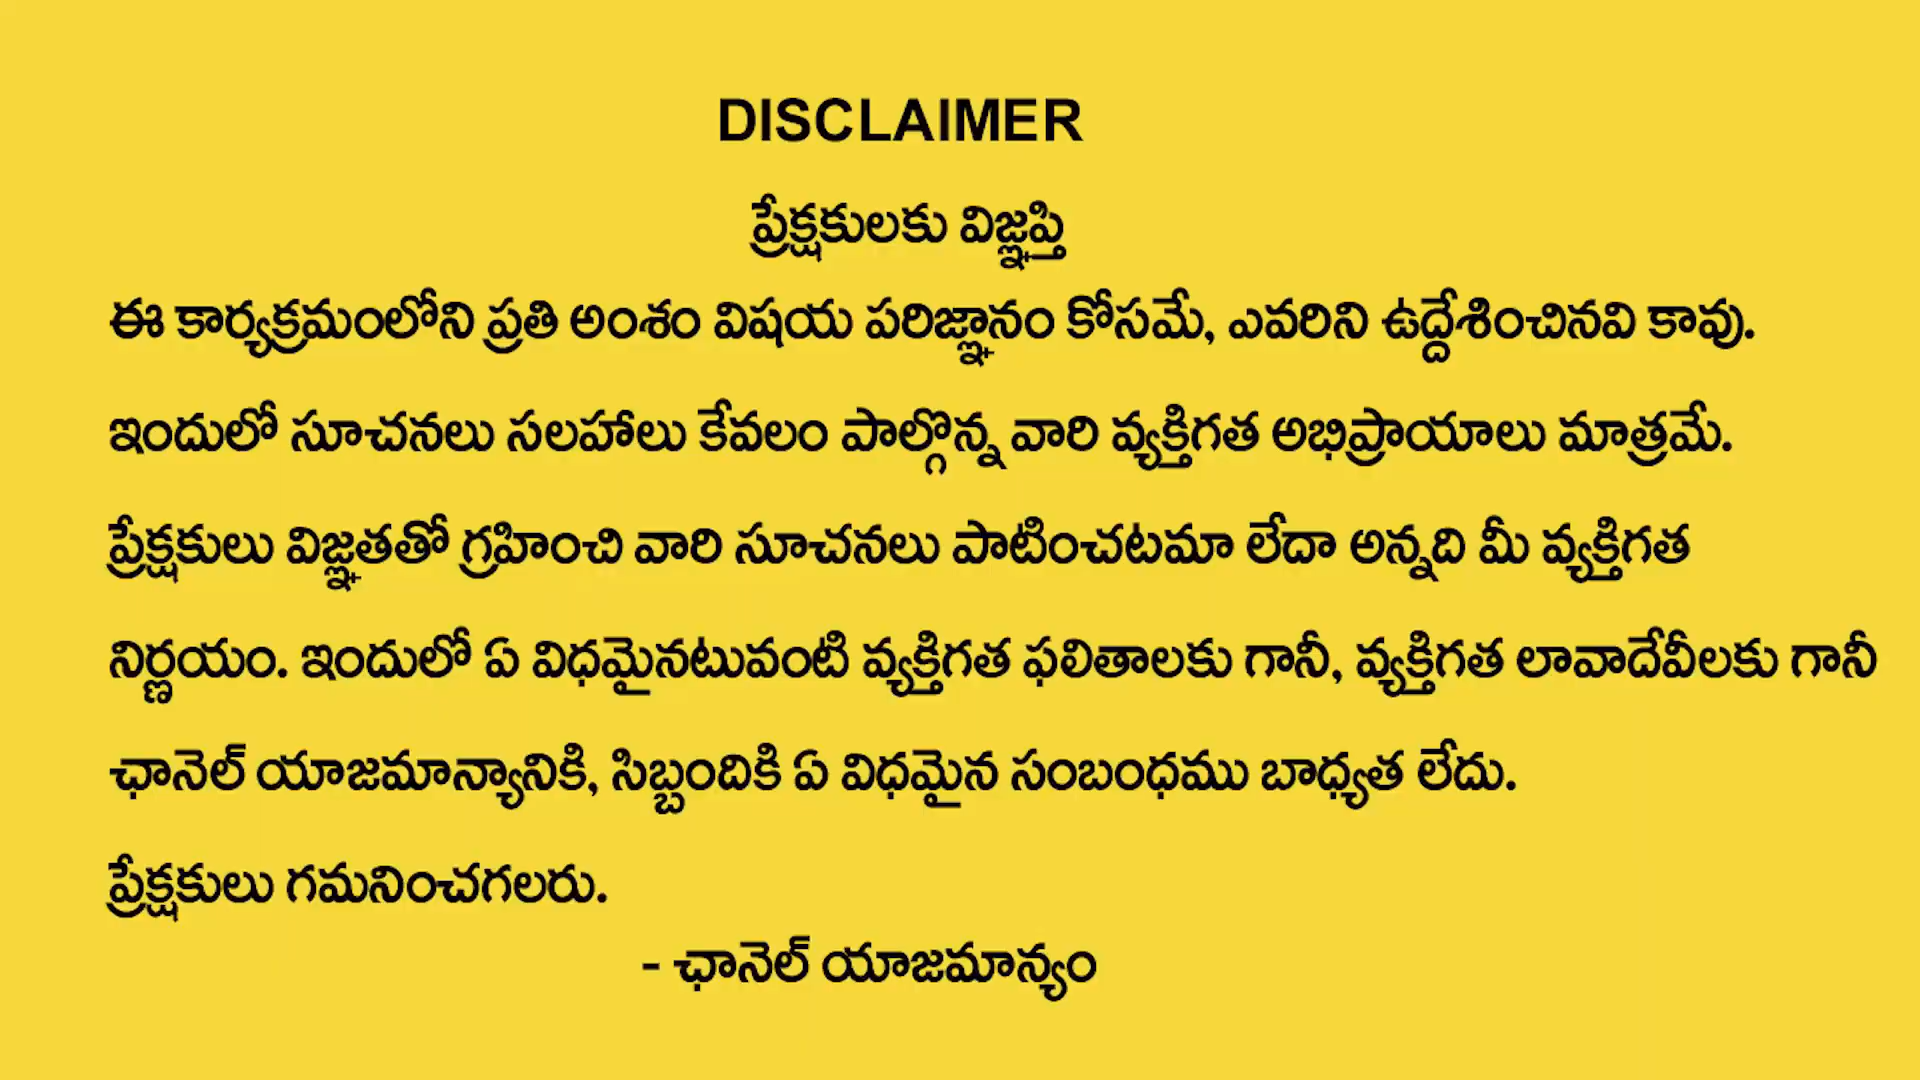 DISCLAIMER
ప్రేక్షకులకు విజ్ఞప్తి
ఈ కార్యక్రమంలోని ప్రతి అంశం విషయ పరిజ్ఞానం కోసమే, ఎవరిని ఉద్దేశించినవి కావు.
ఇందులో సూచనలు సలహాలు కేవలం పాల్గొన్న వారి వ్యక్తిగత అభిప్రాయాలు మాత్రమే.
ప్రేక్షకులు విజ్ఞతతో గ్రహించి వారి సూచనలు పాటించటమా లేదా అన్నది మీ వ్యక్తిగత
నిర్ణయం. ఇందులో ఏ విధమైనటువంటి వ్యక్తిగత ఫలితాలకు గానీ, వ్యక్తిగత లావాదేవీలకు గానీ
ఛానెల్ యాజమాన్యానికి, సిబ్బందికి ఏ విధమైన సంబంధము బాధ్యత లేదు.
ప్రేక్షకులు గమనించగలరు.
- ఛానెల్ యాజమాన్యం